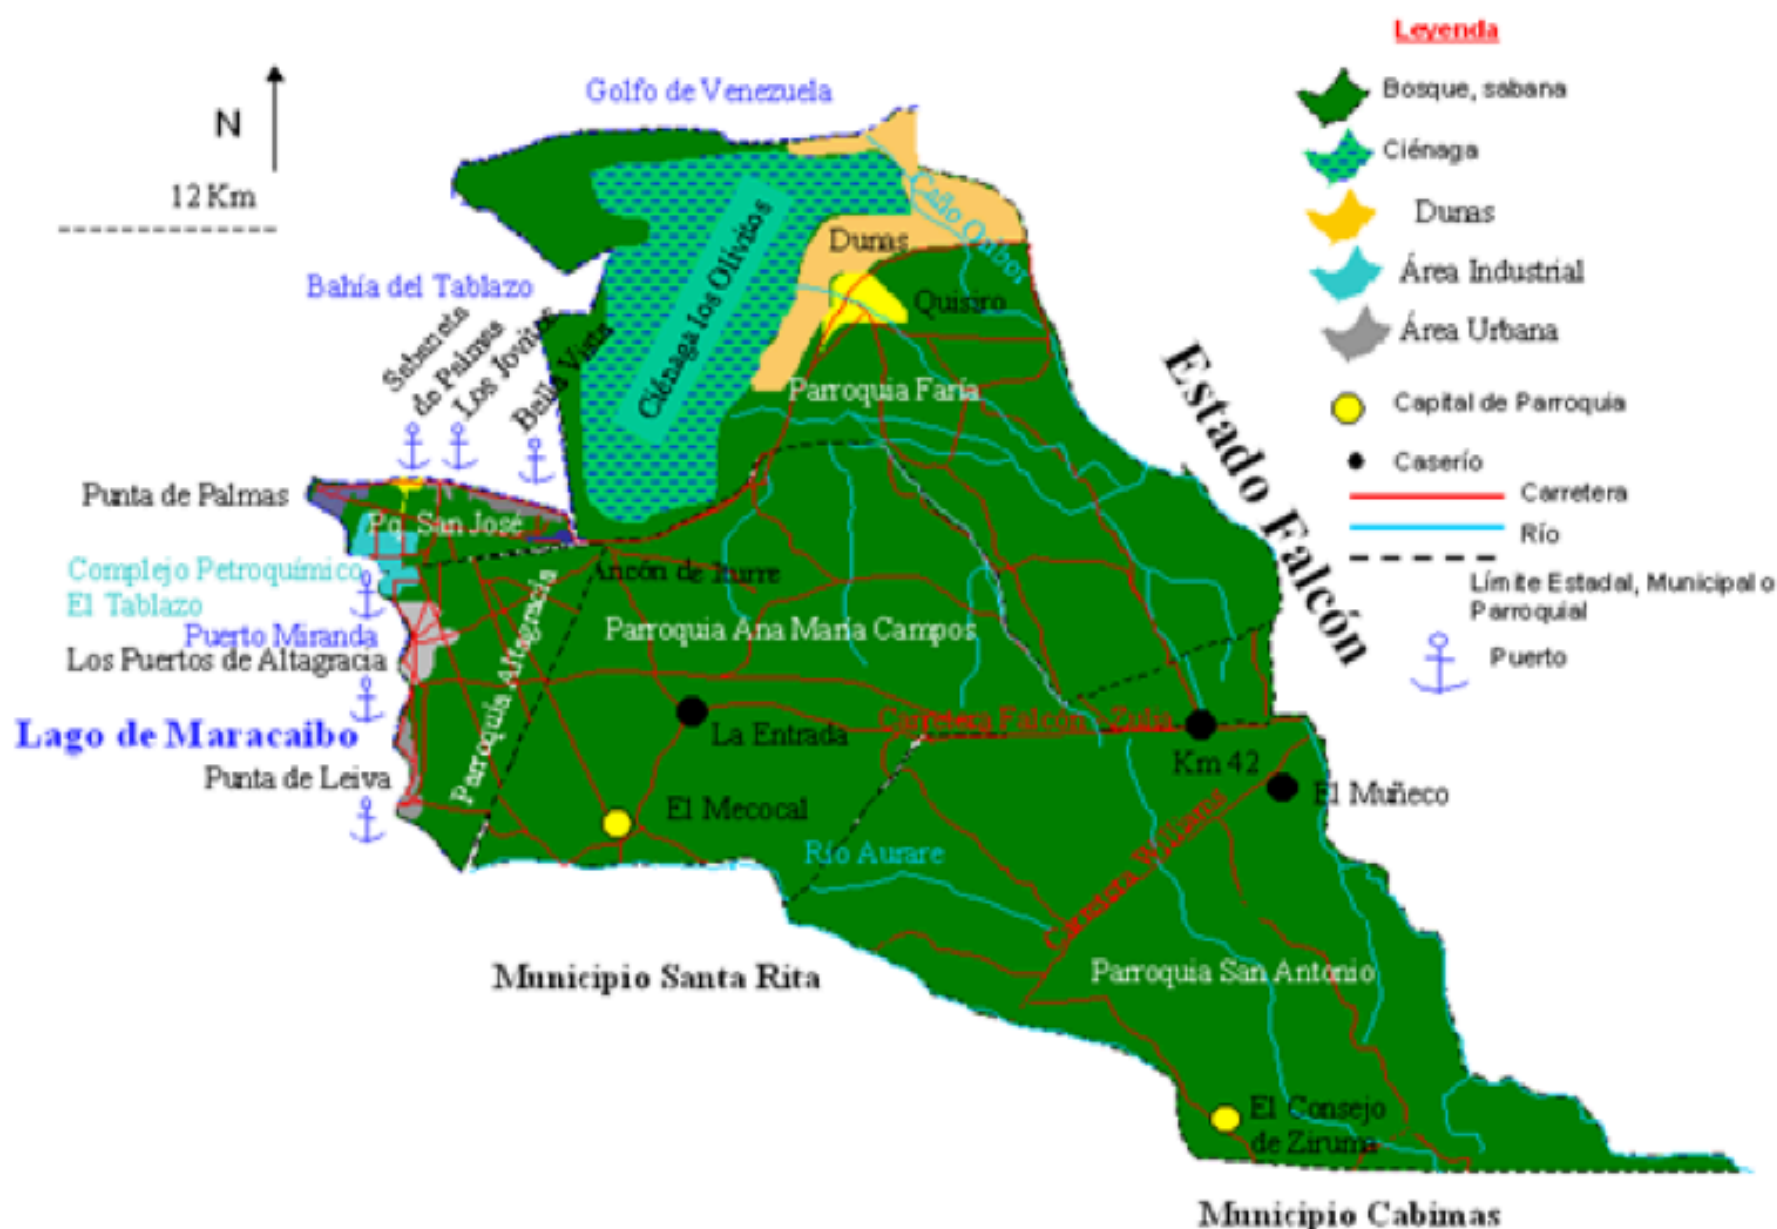 Leyenda
Bosque, sabana
Ciénaga
Dunas
Área Industrial
Área Urbana
Capital de Parroquia
Caserío
Carretera
Río
Límite Estadal, Municipal o
Parroquial
Puerto
N
12 Km
Golfo de Venezuela
Bahía del Tablazo
Sabaneta
de Palmas
Los Jovitos
Bella Vista
Ciénaga los Olivitos
Caño Oribor
Dunas
Quisiro
Parroquia Faría
Estado Falcón
Punta de Palmas
Pq. San José
Complejo Petroquímico
El Tablazo
Ancón de Iturre
Puerto Miranda
Parroquia Ana María Campos
Los Puertos de Altagracia
Parroquia Altagracia
Lago de Maracaibo
La Entrada
Carretera Falcón - Zulia
Km 42
Punta de Leiva
El Mecocal
El Muñeco
Río Aurare
Carretera Williams
Municipio Santa Rita
Parroquia San Antonio
El Consejo
de Ziruma
Municipio Cabimas